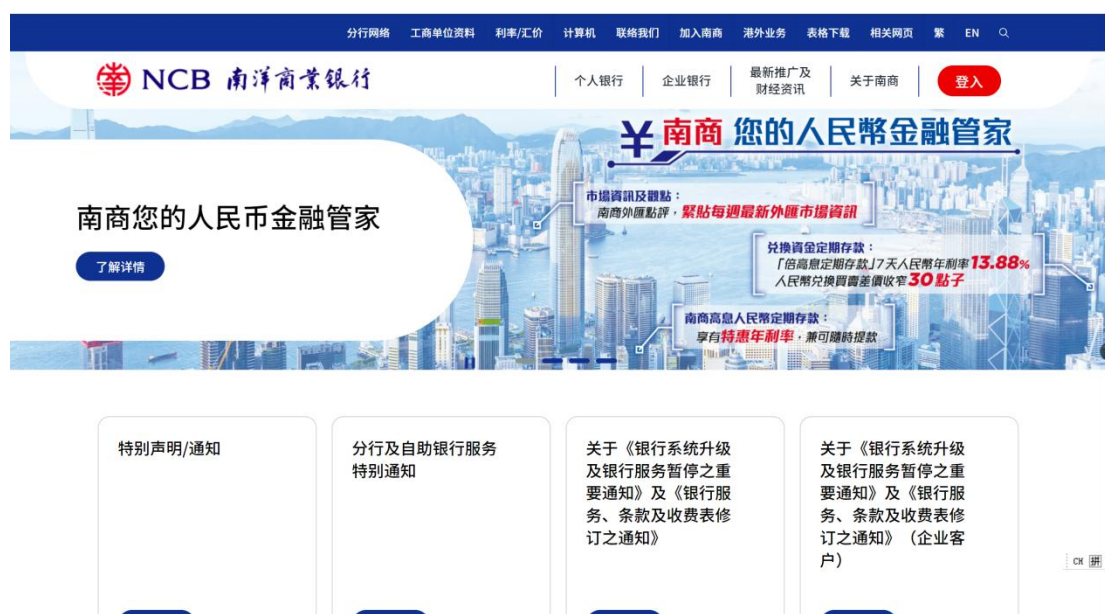 分行网络 工商单位资料 利率/汇价 计算机 联络我们 加入南商 港外业务 表格下载 相关网页 繁 EN
NCB 南洋商業銀行
个人银行 企业银行 最新推广及 关于南商 登入
财经资讯
¥南商 您的人民幣金融管家
南商您的人民币金融管家
了解详情
市場資訊及觀點：
南商外匯點評，緊貼每週最新外匯市場資訊
兌換資金定期存款：
「倍高息定期存款」7天人民幣年利率13.88%
人民幣兌換買賣差價收窄30點子
南商高息人民幣定期存款：
享有特惠年利率，兼可隨時提款
特别声明/通知
分行及自助银行服务
特别通知
关于《银行系统升级
及银行服务暂停之重
要通知》及《银行服
务、条款及收费表修
订之通知》
关于《银行系统升级
及银行服务暂停之重
要通知》及《银行服
务、条款及收费表修
订之通知》（企业客
户）
CH 拼